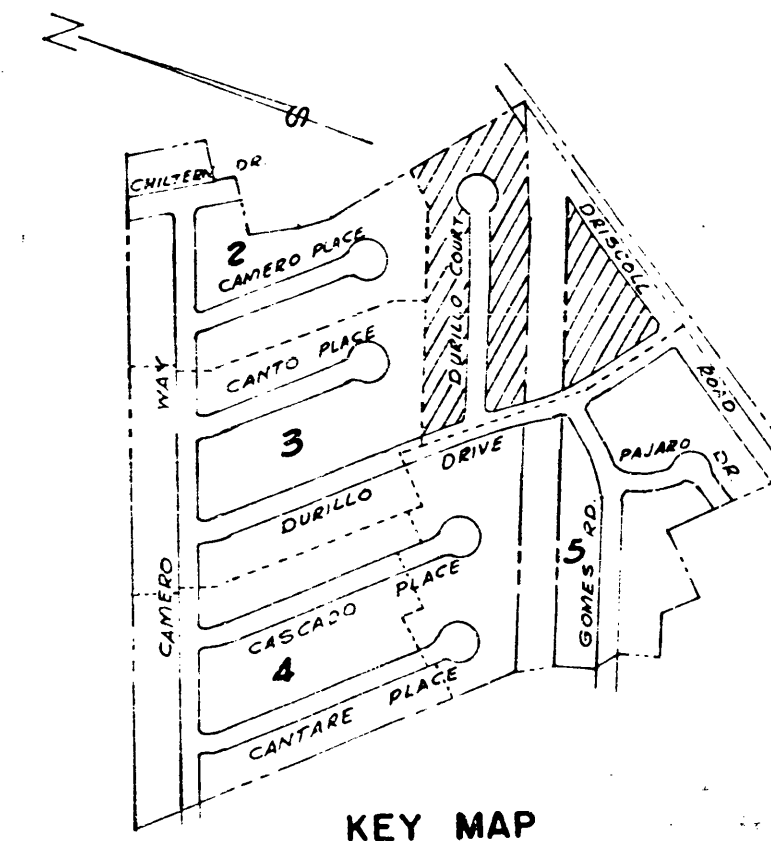 N
S
CHILTERN DR.
2
CAMERO PLACE
CANTO PLACE
WAY
3
DURILLO COURT
DRISCOLL
ROAD
DURILLO DRIVE
PAJARO DR.
5
GOMES RD.
CAMERO
CASCADO PLACE
4
CANTARE PLACE
KEY MAP